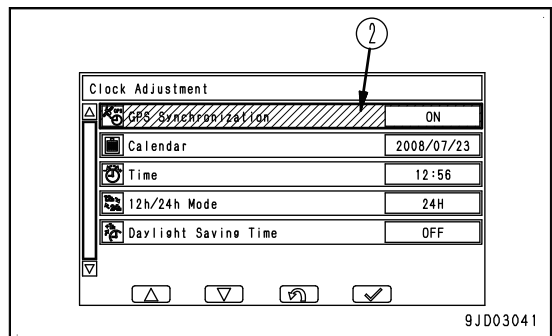 2
Clock Adjustment
GPS Synchronization ON
Calendar 2008/07/23
Time 12:56
12h/24h Mode 24H
Daylight Saving Time OFF
9JD03041